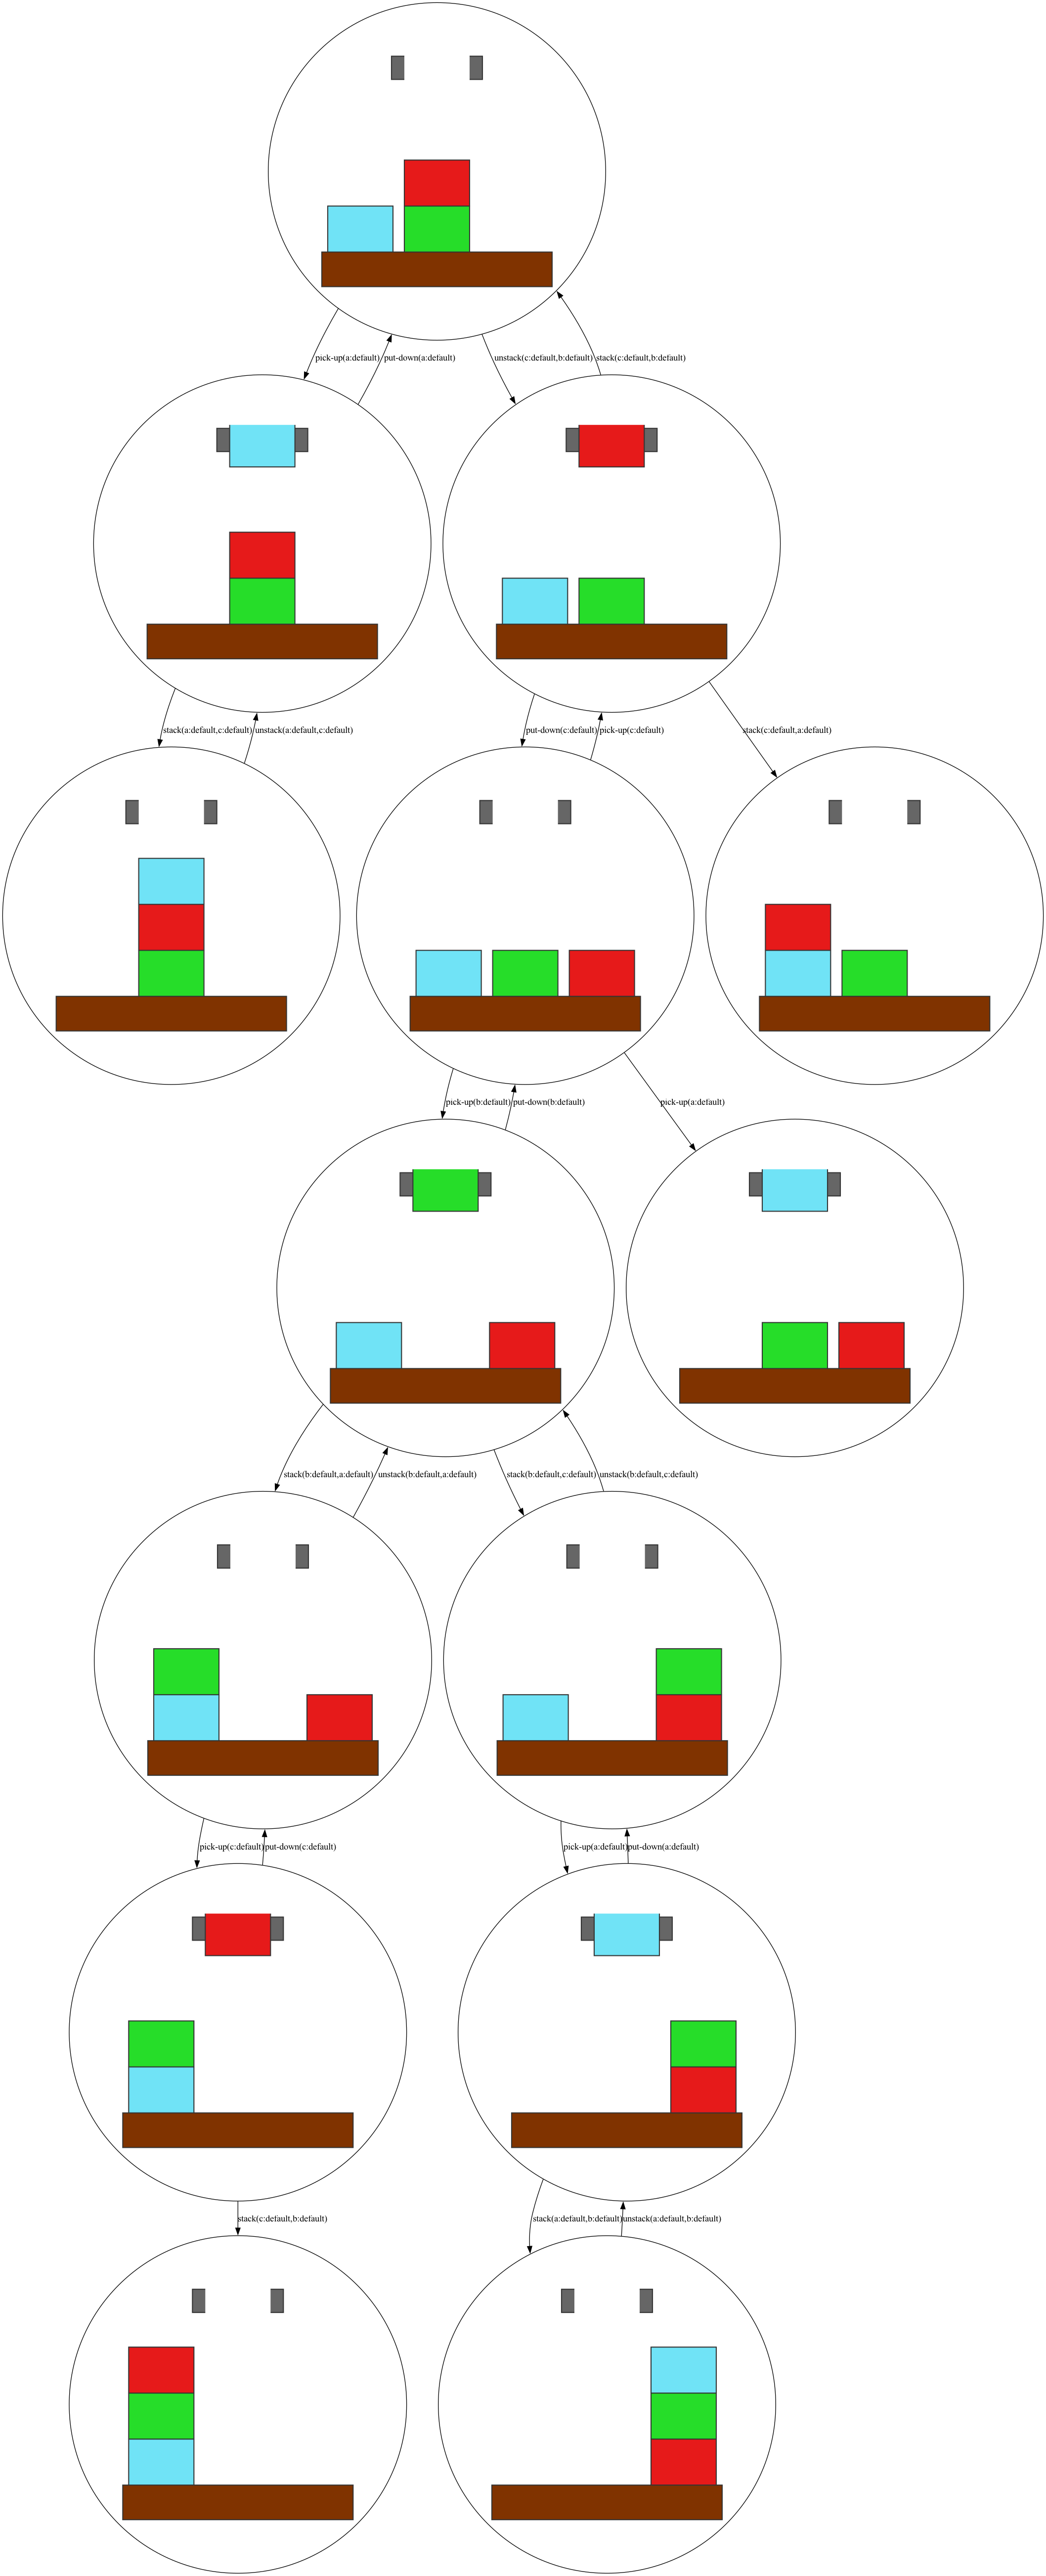 pick-up(a:default)
put-down(a:default)
unstack(c:default,b:default)
stack(c:default,b:default)
stack(a:default,c:default)
unstack(a:default,c:default)
put-down(c:default)
pick-up(c:default)
stack(c:default,a:default)
pick-up(b:default)
put-down(b:default)
pick-up(a:default)
stack(b:default,a:default)
unstack(b:default,a:default)
stack(b:default,c:default)
unstack(b:default,c:default)
pick-up(c:default)
put-down(c:default)
pick-up(a:default)
put-down(a:default)
stack(c:default,b:default)
stack(a:default,b:default)
unstack(a:default,b:default)